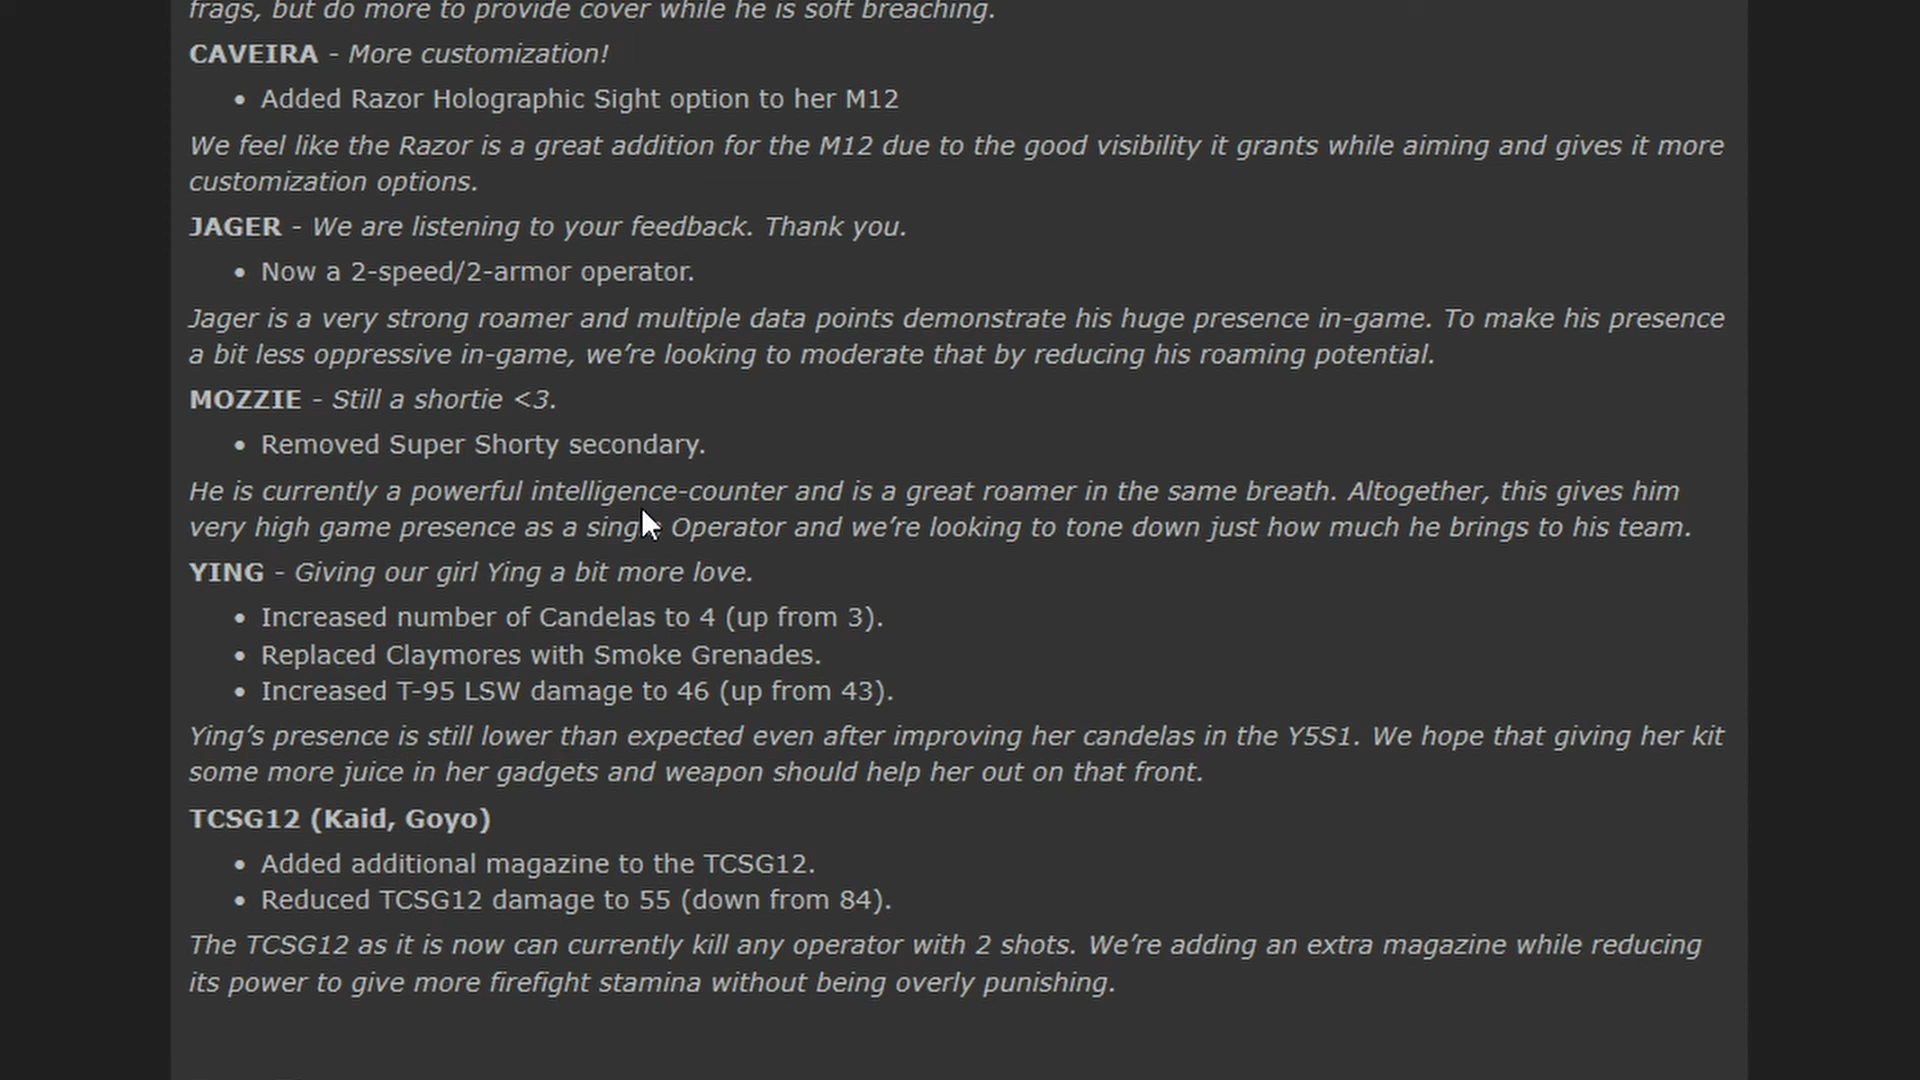 frags, but do more to provide cover while he is soft breaching.
CAVEIRA - More customization!
• Added Razor Holographic Sight option to her M12
We feel like the Razor is a great addition for the M12 due to the good visibility it grants while aiming and gives it more
customization options.
JAGER - We are listening to your feedback. Thank you.
• Now a 2-speed/2-armor operator.
Jager is a very strong roamer and multiple data points demonstrate his huge presence in-game. To make his presence
a bit less oppressive in-game, we’re looking to moderate that by reducing his roaming potential.
MOZZIE - Still a shortie <3.
• Removed Super Shorty secondary.
He is currently a powerful intelligence-counter and is a great roamer in the same breath. Altogether, this gives him
very high game presence as a single Operator and we’re looking to tone down just how much he brings to his team.
YING - Giving our girl Ying a bit more love.
• Increased number of Candelas to 4 (up from 3).
• Replaced Claymores with Smoke Grenades.
• Increased T-95 LSW damage to 46 (up from 43).
Ying’s presence is still lower than expected even after improving her candelas in the Y5S1. We hope that giving her kit
some more juice in her gadgets and weapon should help her out on that front.
TCSG12 (Kaid, Goyo)
• Added additional magazine to the TCSG12.
• Reduced TCSG12 damage to 55 (down from 84).
The TCSG12 as it is now can currently kill any operator with 2 shots. We’re adding an extra magazine while reducing
its power to give more firefight stamina without being overly punishing.